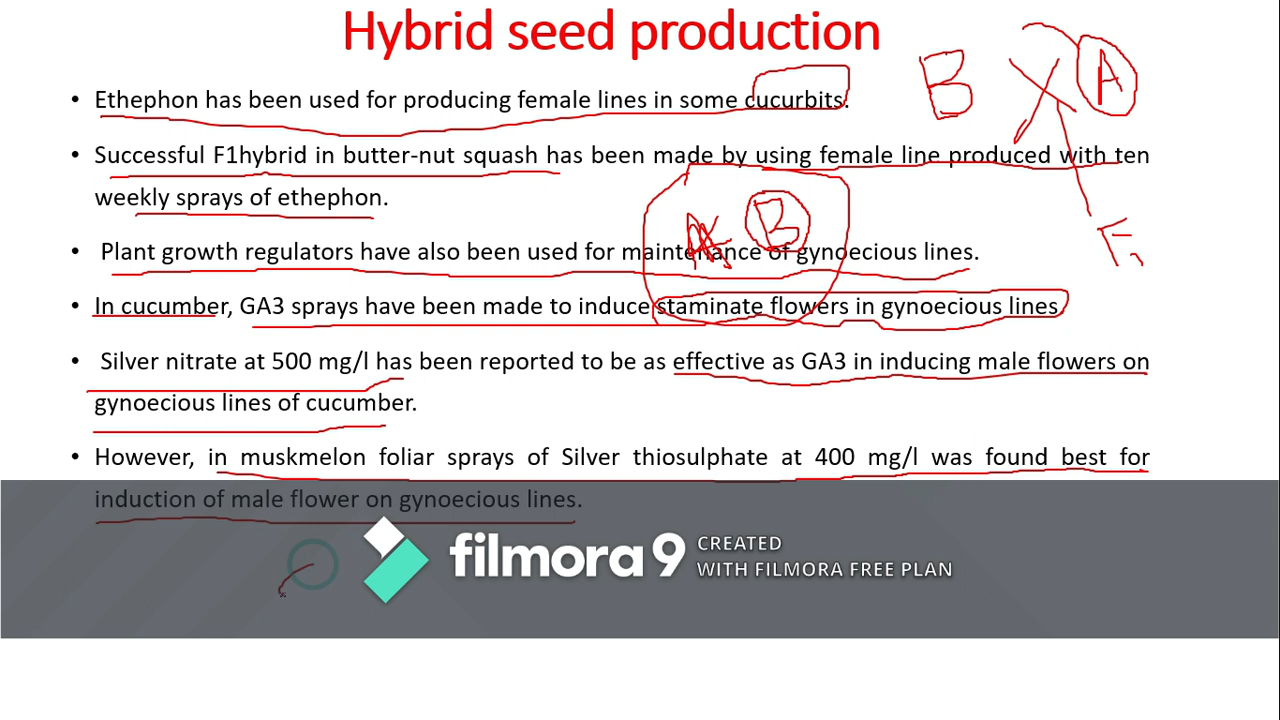 Hybrid seed production
B X A
• Ethephon has been used for producing female lines in some cucurbits.
• Successful F1hybrid in butter-nut squash has been made by using female line produced with ten
weekly sprays of ethephon.
B
F1
• Plant growth regulators have also been used for maintenance of gynoecious lines.
• In cucumber, GA3 sprays have been made to induce staminate flowers in gynoecious lines.
• Silver nitrate at 500 mg/l has been reported to be as effective as GA3 in inducing male flowers on
gynoecious lines of cucumber.
• However, in muskmelon foliar sprays of Silver thiosulphate at 400 mg/l was found best for
induction of male flower on gynoecious lines.
filmora 9 CREATED
WITH FILMORA FREE PLAN